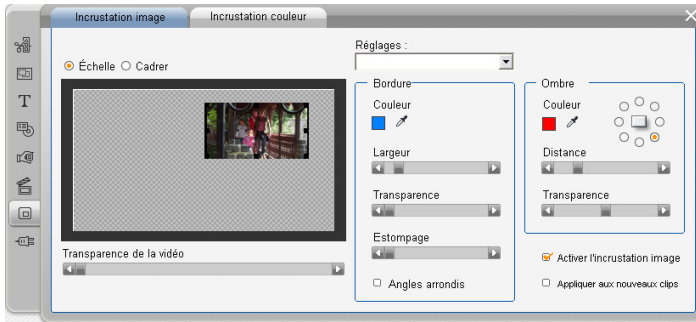 Incrustation image
Incrustation couleur
Réglages :
Échelle
Cadrer
T
Bordure
Couleur
Largeur
Transparence
Estompage
Angles arrondis
Ombre
Couleur
Distance
Transparence
Transparence de la vidéo
Activer l'incrustation image
Appliquer aux nouveaux clips